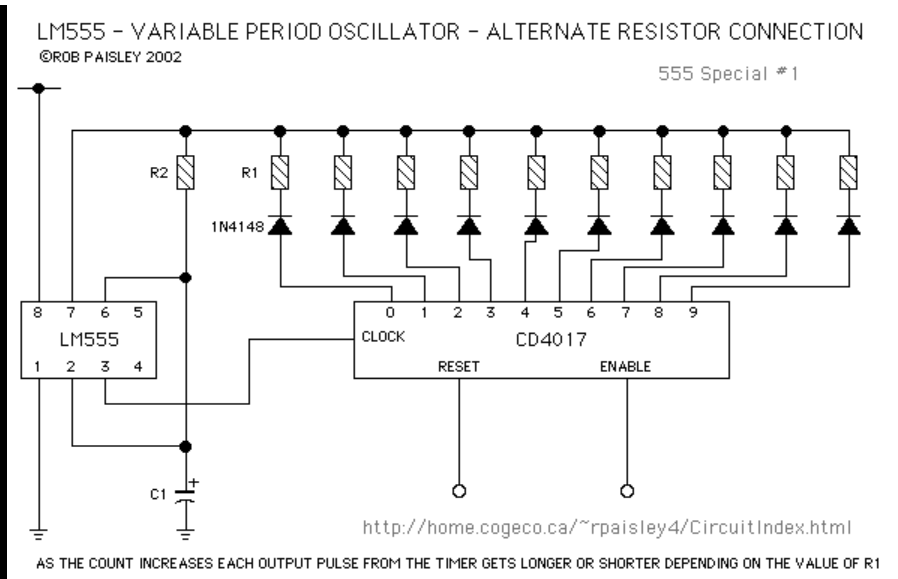 LM555 - VARIABLE PERIOD OSCILLATOR - ALTERNATE RESISTOR CONNECTION
©ROB PAISLEY 2002
555 Special #1
R2
R1
1N4148
8 7 6 5
LM555
1 2 3 4
0 1 2 3 4 5 6 7 8 9
CLOCK
CD4017
RESET
ENABLE
C1
+
http://home.cogeco.ca/~rpaisley4/CircuitIndex.html
AS THE COUNT INCREASES EACH OUTPUT PULSE FROM THE TIMER GETS LONGER OR SHORTER DEPENDING ON THE VALUE OF R1